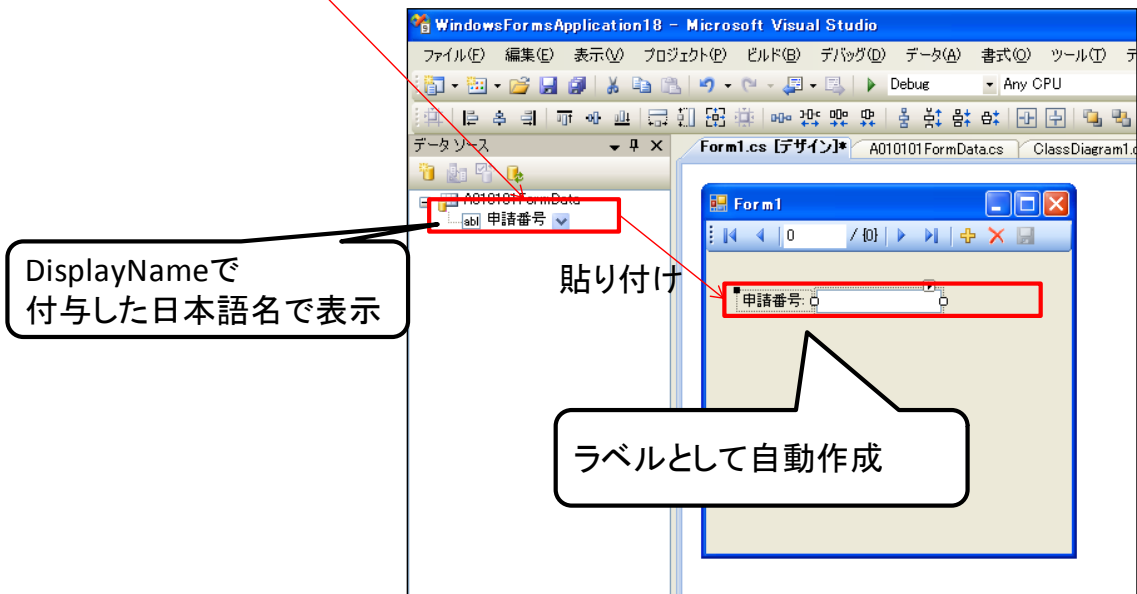 WindowsFormsApplication18 - Microsoft Visual Studio
ファイル(F) 編集(E) 表示(V) プロジェクト(P) ビルド(B) デバッグ(D) データ(A) 書式(O) ツール(T) テ
Debug Any CPU
データ ソース
Form1.cs [デザイン]* A010101FormData.cs ClassDiagram1.c
A010101FormData
abl 申請番号
Form1
0 / {0}
DisplayNameで
付与した日本語名で表示
貼り付け
申請番号:
ラベルとして自動作成